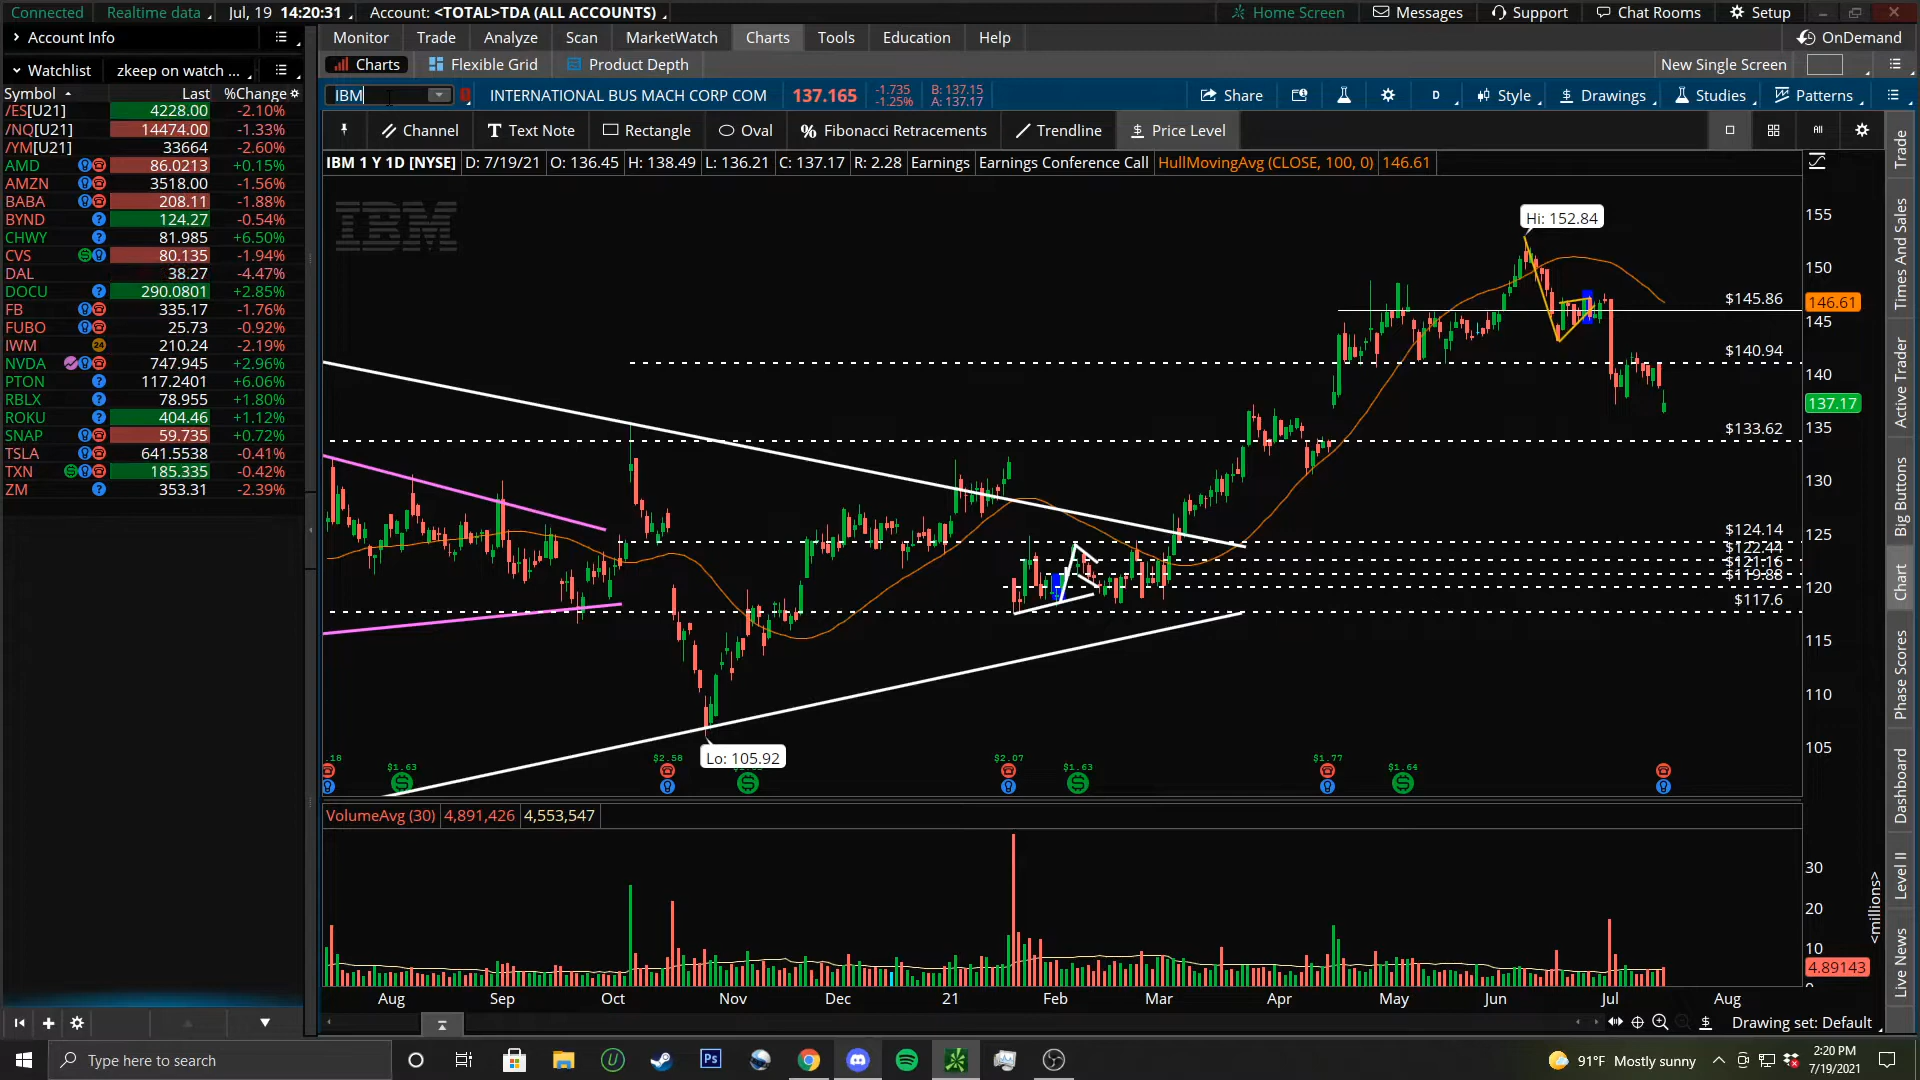 Connected Realtime data Jul, 19 14:20:31 Account: <TOTAL>TDA (ALL ACCOUNTS) Home Screen Messages Support Chat Rooms Setup
Account Info Monitor Trade Analyze Scan MarketWatch Charts Tools Education Help OnDemand
Watchlist zkeep on watch ... Charts Flexible Grid Product Depth New Single Screen
Symbol Last %Change
IBM INTERNATIONAL BUS MACH CORP COM 137.165 -1.735 -1.25% B: 137.15 A: 137.17 Share D Style Drawings Studies Patterns
Channel Text Note Rectangle Oval Fibonacci Retracements Trendline Price Level All
IBM 1 Y 1D [NYSE] D: 7/19/21 O: 136.45 H: 138.49 L: 136.21 C: 137.17 R: 2.28 Earnings Earnings Conference Call HullMovingAvg (CLOSE, 100, 0) 146.61
/ES[U21] 4228.00 -2.10%
/NQ[U21] 14474.00 -1.33%
/YM[U21] 33664 -2.60%
AMD 86.0213 +0.15%
AMZN 3518.00 -1.56%
BABA 208.11 -1.88%
BYND 124.27 -0.54%
CHWY 81.985 +6.50%
CVS 80.135 -1.94%
DAL 38.27 -4.47%
DOCU 290.0801 +2.85%
FB 335.17 -1.76%
FUBO 25.73 -0.92%
IWM 24 210.24 -2.19%
NVDA 747.945 +2.96%
PTON 117.2401 +6.06%
RBLX 78.955 +1.80%
ROKU 404.46 +1.12%
SNAP 59.735 +0.72%
TSLA 641.5538 -0.41%
TXN 185.335 -0.42%
ZM 353.31 -2.39%
IBM
Hi: 152.84
Lo: 105.92
$145.86
$140.94
$133.62
$124.14
$122.44
$121.16
$119.88
$117.6
155
150
146.61
145
140
137.17
135
130
125
120
115
110
105
.18 $1.63 $2.58 $2.07 $1.63 $1.77 $1.64
VolumeAvg (30) 4,891,426 4,553,547
30
20
10
4.89143
<millions>
Aug Sep Oct Nov Dec 21 Feb Mar Apr May Jun Jul Aug
Drawing set: Default
Trade
Times And Sales
Active Trader
Big Buttons
Chart
Phase Scores
Dashboard
Level II
Live News
Type here to search Ps 91°F Mostly sunny 2:20 PM
7/19/2021